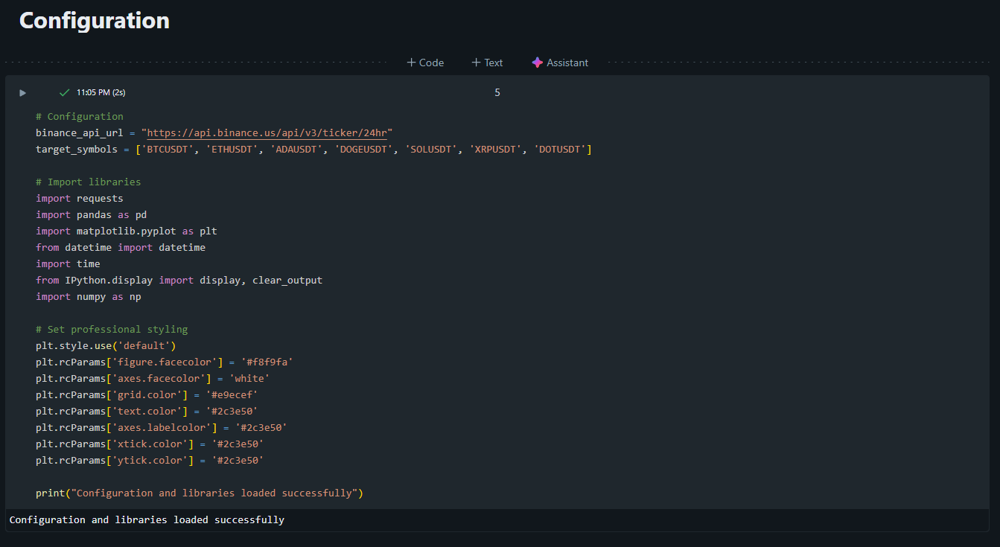 Configuration
+ Code + Text Assistant
11:05 PM (2s)
5
# Configuration
binance_api_url = "https://api.binance.us/api/v3/ticker/24hr"
target_symbols = ['BTCUSDT', 'ETHUSDT', 'ADAUSDT', 'DOGEUSDT', 'SOLUSDT', 'XRPUSDT', 'DOTUSDT']
# Import libraries
import requests
import pandas as pd
import matplotlib.pyplot as plt
from datetime import datetime
import time
from IPython.display import display, clear_output
import numpy as np
# Set professional styling
plt.style.use('default')
plt.rcParams['figure.facecolor'] = '#f8f9fa'
plt.rcParams['axes.facecolor'] = 'white'
plt.rcParams['grid.color'] = '#e9ecef'
plt.rcParams['text.color'] = '#2c3e50'
plt.rcParams['axes.labelcolor'] = '#2c3e50'
plt.rcParams['xtick.color'] = '#2c3e50'
plt.rcParams['ytick.color'] = '#2c3e50'
print("Configuration and libraries loaded successfully")
Configuration and libraries loaded successfully